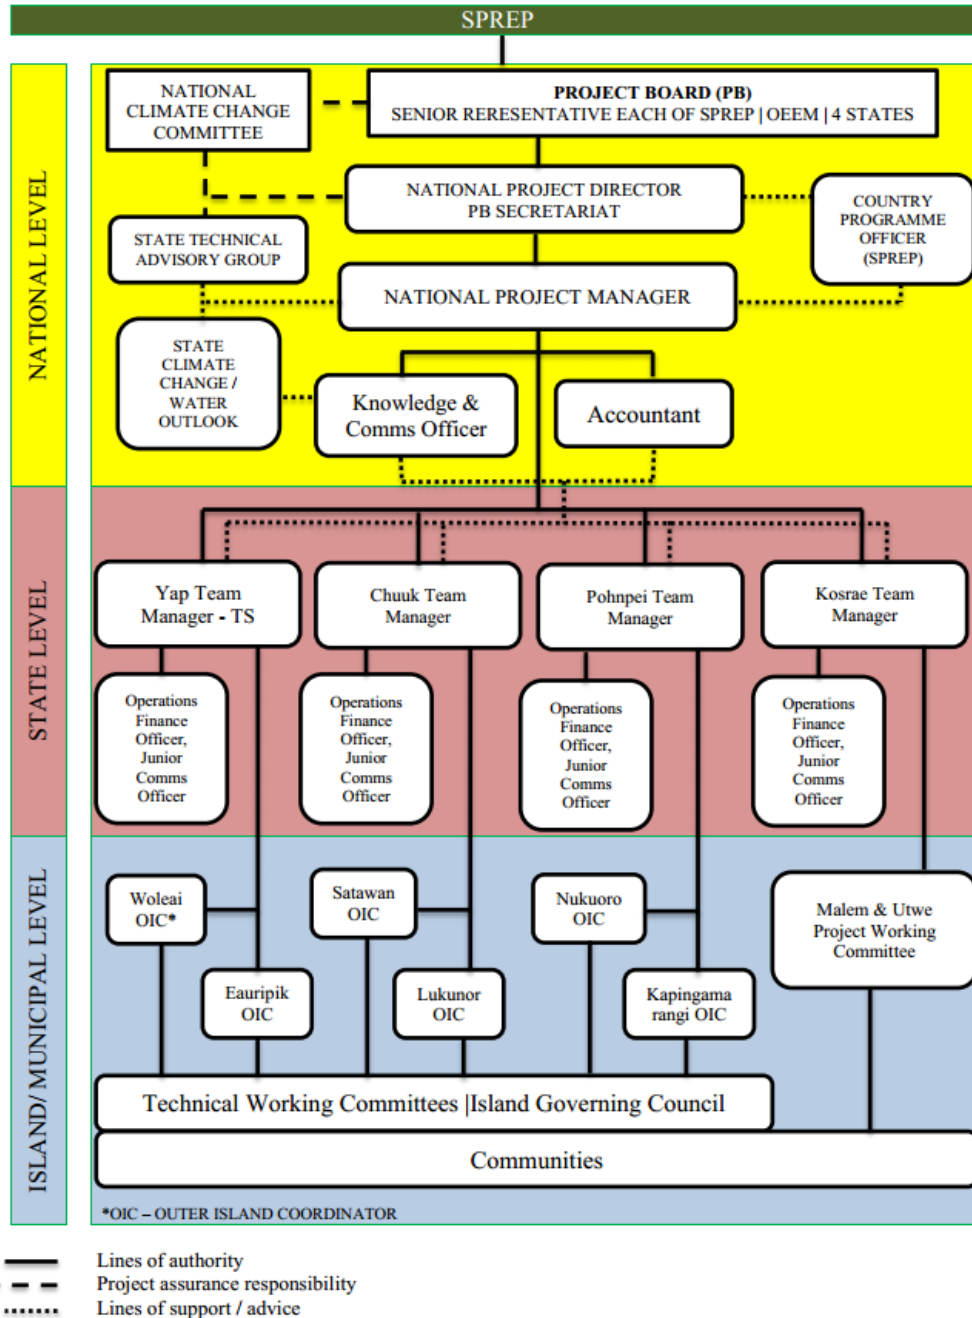 SPREP
NATIONAL LEVEL
NATIONAL
CLIMATE CHANGE
COMMITTEE
PROJECT BOARD (PB)
SENIOR RERESENTATIVE EACH OF SPREP | OEEM | 4 STATES
NATIONAL PROJECT DIRECTOR
PB SECRETARIAT
COUNTRY
PROGRAMME
OFFICER
(SPREP)
STATE TECHNICAL
ADVISORY GROUP
NATIONAL PROJECT MANAGER
STATE
CLIMATE
CHANGE /
WATER
OUTLOOK
Knowledge &
Comms Officer
Accountant
STATE LEVEL
Yap Team
Manager - TS
Chuuk Team
Manager
Pohnpei Team
Manager
Kosrae Team
Manager
Operations
Finance
Officer,
Junior
Comms
Officer
Operations
Finance
Officer,
Junior
Comms
Officer
Operations
Finance
Officer,
Junior
Comms
Officer
Operations
Finance
Officer,
Junior
Comms
Officer
ISLAND/ MUNICIPAL LEVEL
Woleai
OIC*
Satawan
OIC
Nukuoro
OIC
Malem & Utwe
Project Working
Committee
Eauripik
OIC
Lukunor
OIC
Kapingama
rangi OIC
Technical Working Committees |Island Governing Council
Communities
*OIC – OUTER ISLAND COORDINATOR
Lines of authority
Project assurance responsibility
Lines of support / advice